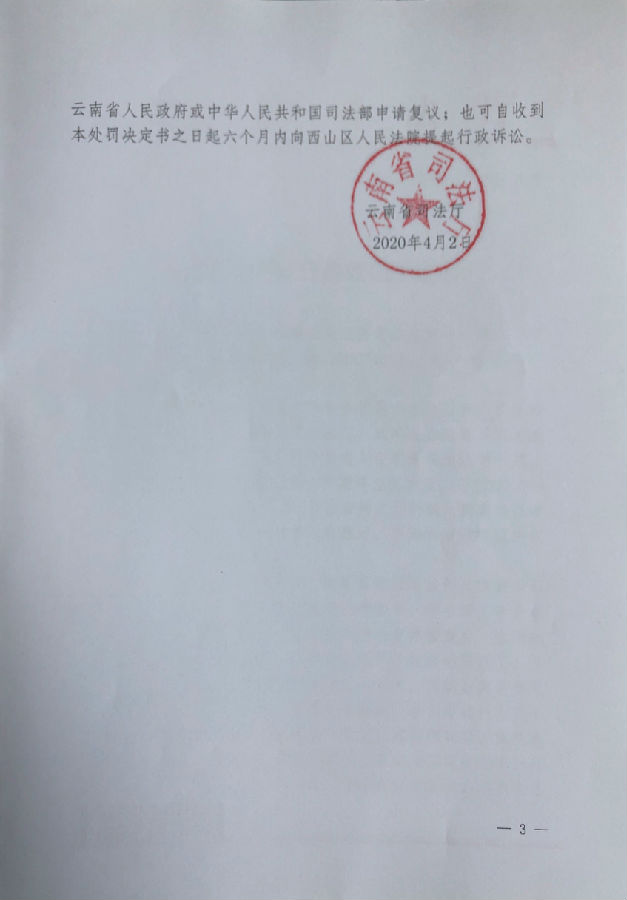 云南省人民政府或中华人民共和国司法部申请复议；也可自收到
本处罚决定书之日起六个月内向西山区人民法院提起行政诉讼。
云南省司法厅
云南省司法厅
2020年4月2日
— 3 —